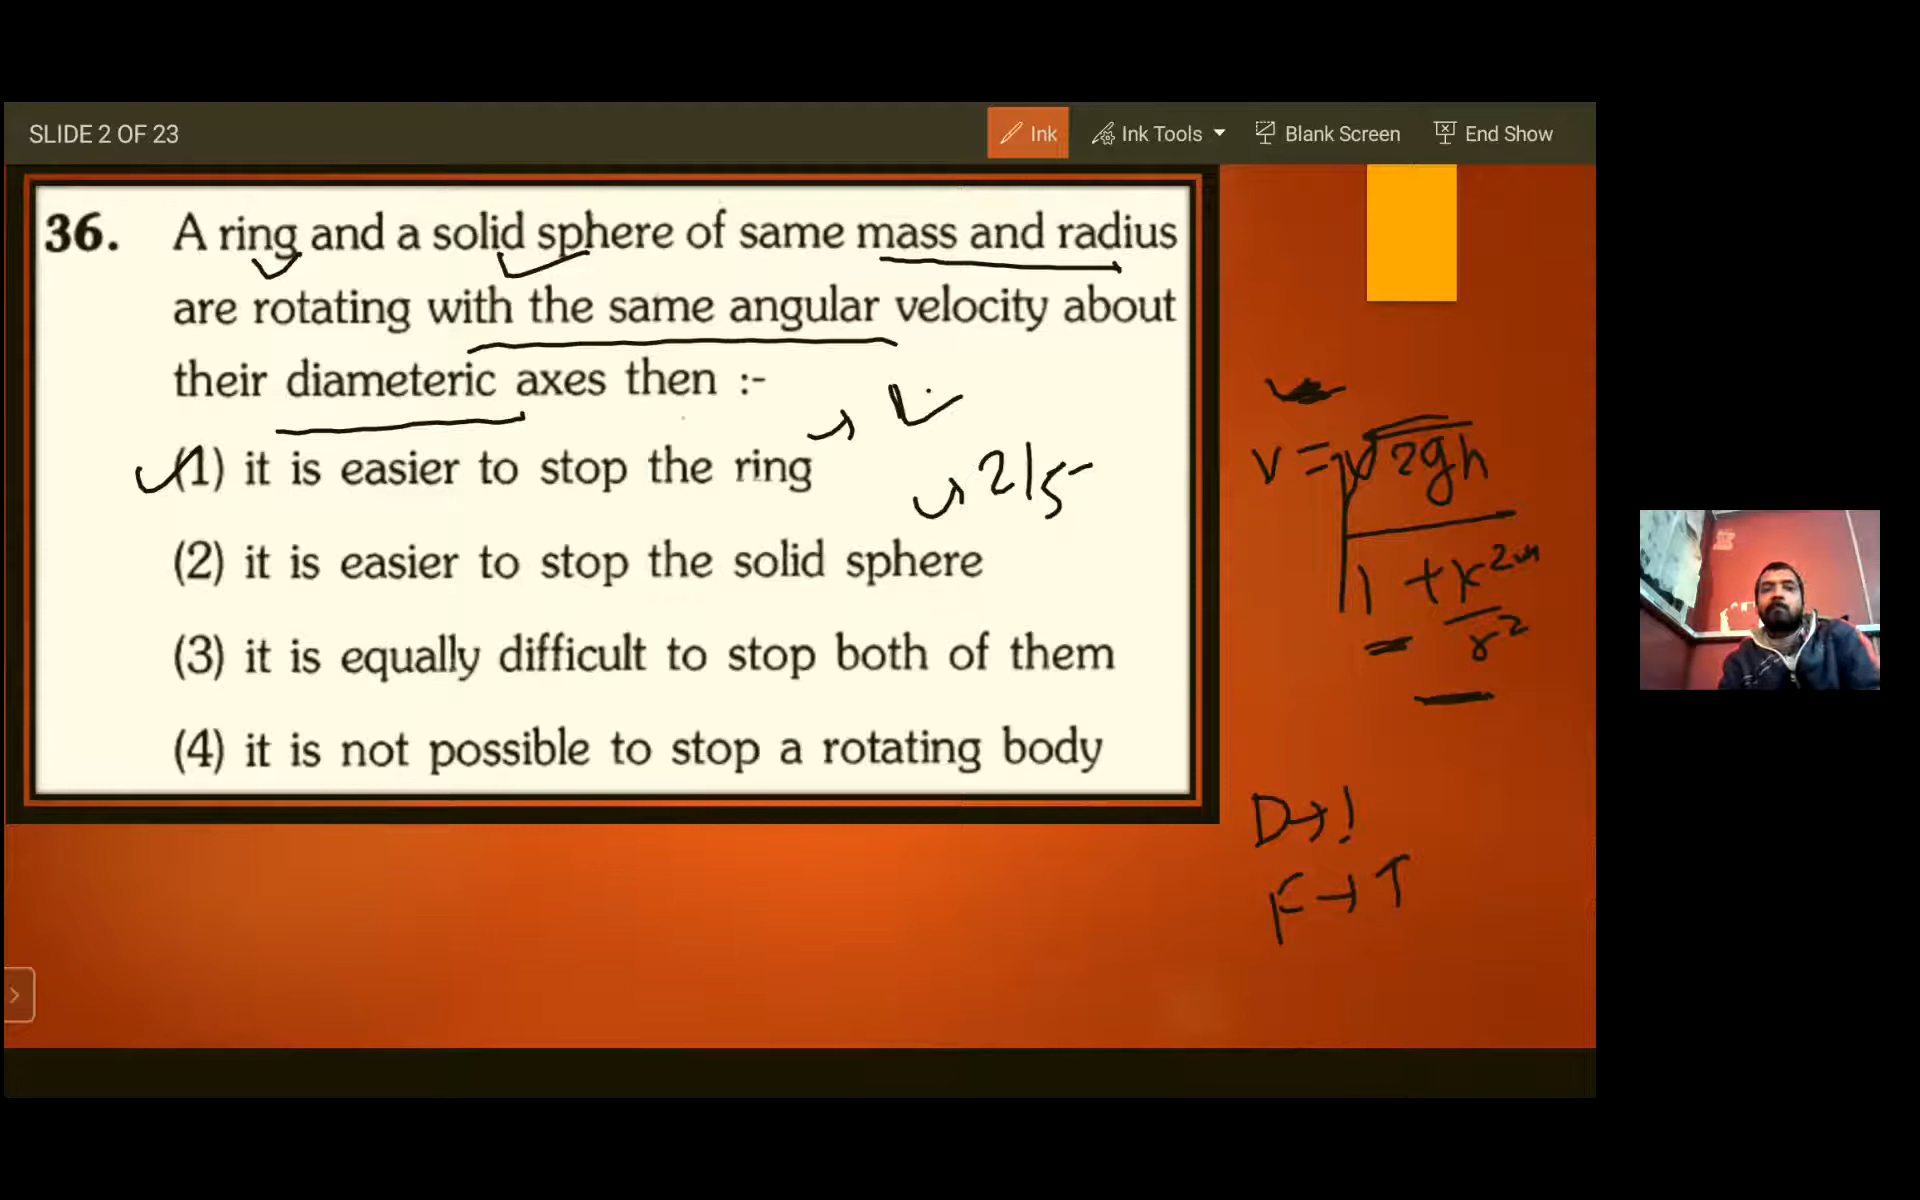 SLIDE 2 OF 23
Ink
Ink Tools
Blank Screen
End Show
36. A ring and a solid sphere of same mass and radius
are rotating with the same angular velocity about
their diameteric axes then :-
(1) it is easier to stop the ring
(2) it is easier to stop the solid sphere
(3) it is equally difficult to stop both of them
(4) it is not possible to stop a rotating body
2/5
v = √2gh
1 + k²
r²
D→!
F→T